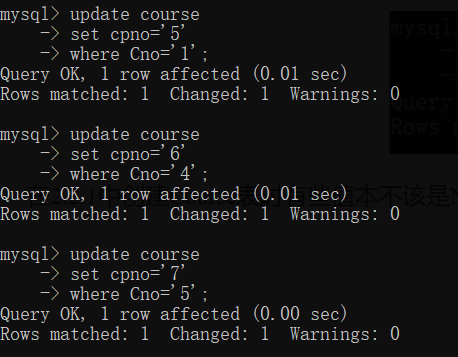 mysql> update course
    -> set cpno='5'
    -> where Cno='1';
Query OK, 1 row affected (0.01 sec)
Rows matched: 1  Changed: 1  Warnings: 0

mysql> update course
    -> set cpno='6'
    -> where Cno='4';
Query OK, 1 row affected (0.01 sec)
Rows matched: 1  Changed: 1  Warnings: 0

mysql> update course
    -> set cpno='7'
    -> where Cno='5';
Query OK, 1 row affected (0.00 sec)
Rows matched: 1  Changed: 1  Warnings: 0